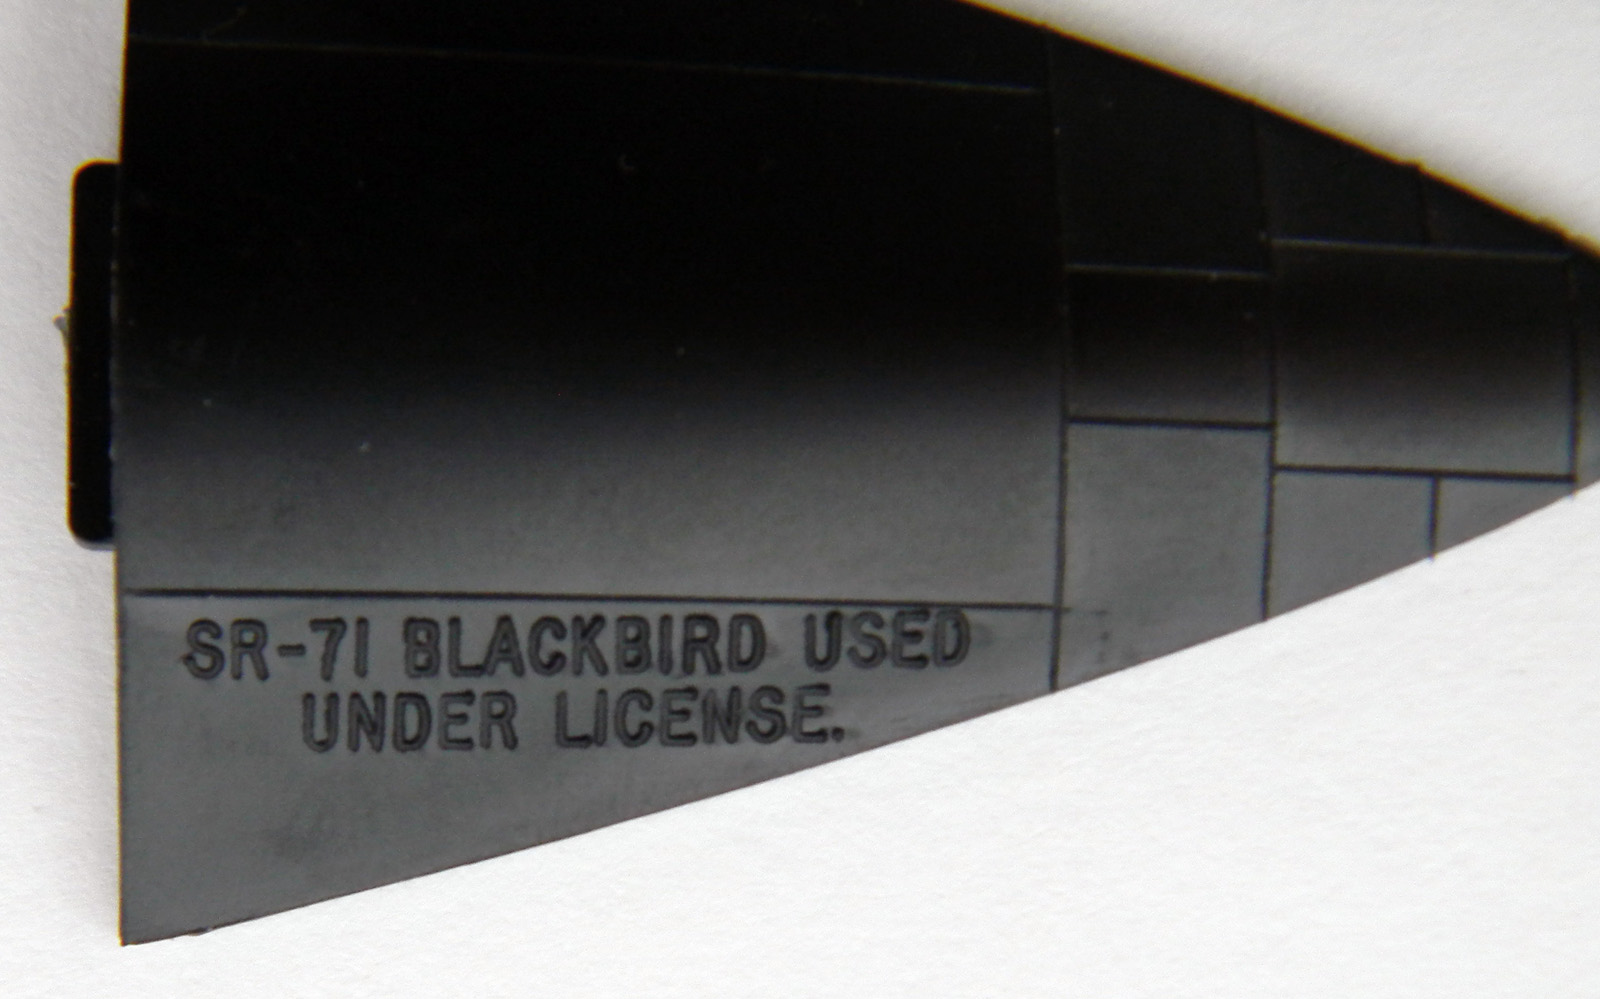 SR-71 BLACKBIRD USED
UNDER LICENSE.